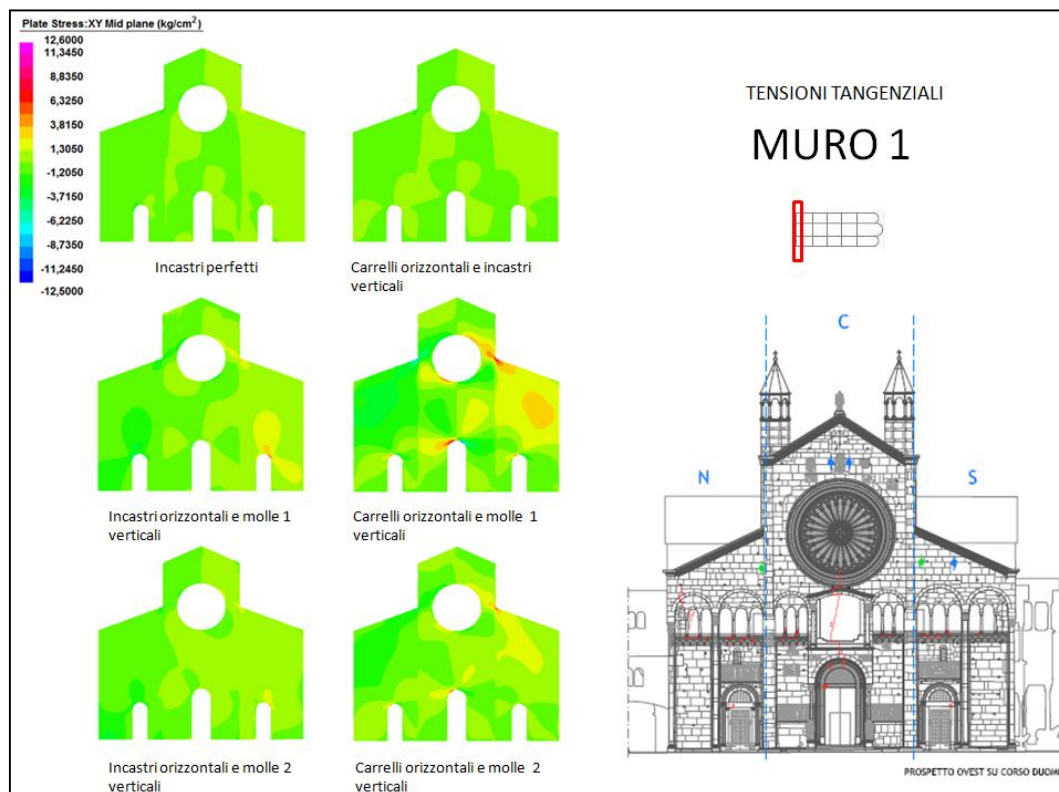 Plate Stress:XY Mid plane (kg/cm²)
12,6000
11,3450
8,8350
6,3250
3,8150
1,3050
-1,2050
-3,7150
-6,2250
-8,7350
-11,2450
-12,5000
Incastri perfetti
Carrelli orizzontali e incastri
verticali
Incastri orizzontali e molle 1
verticali
Carrelli orizzontali e molle 1
verticali
Incastri orizzontali e molle 2
verticali
Carrelli orizzontali e molle 2
verticali
TENSIONI TANGENZIALI
MURO 1
C
N
S
PROSPETTO OVEST SU CORSO DUOMO